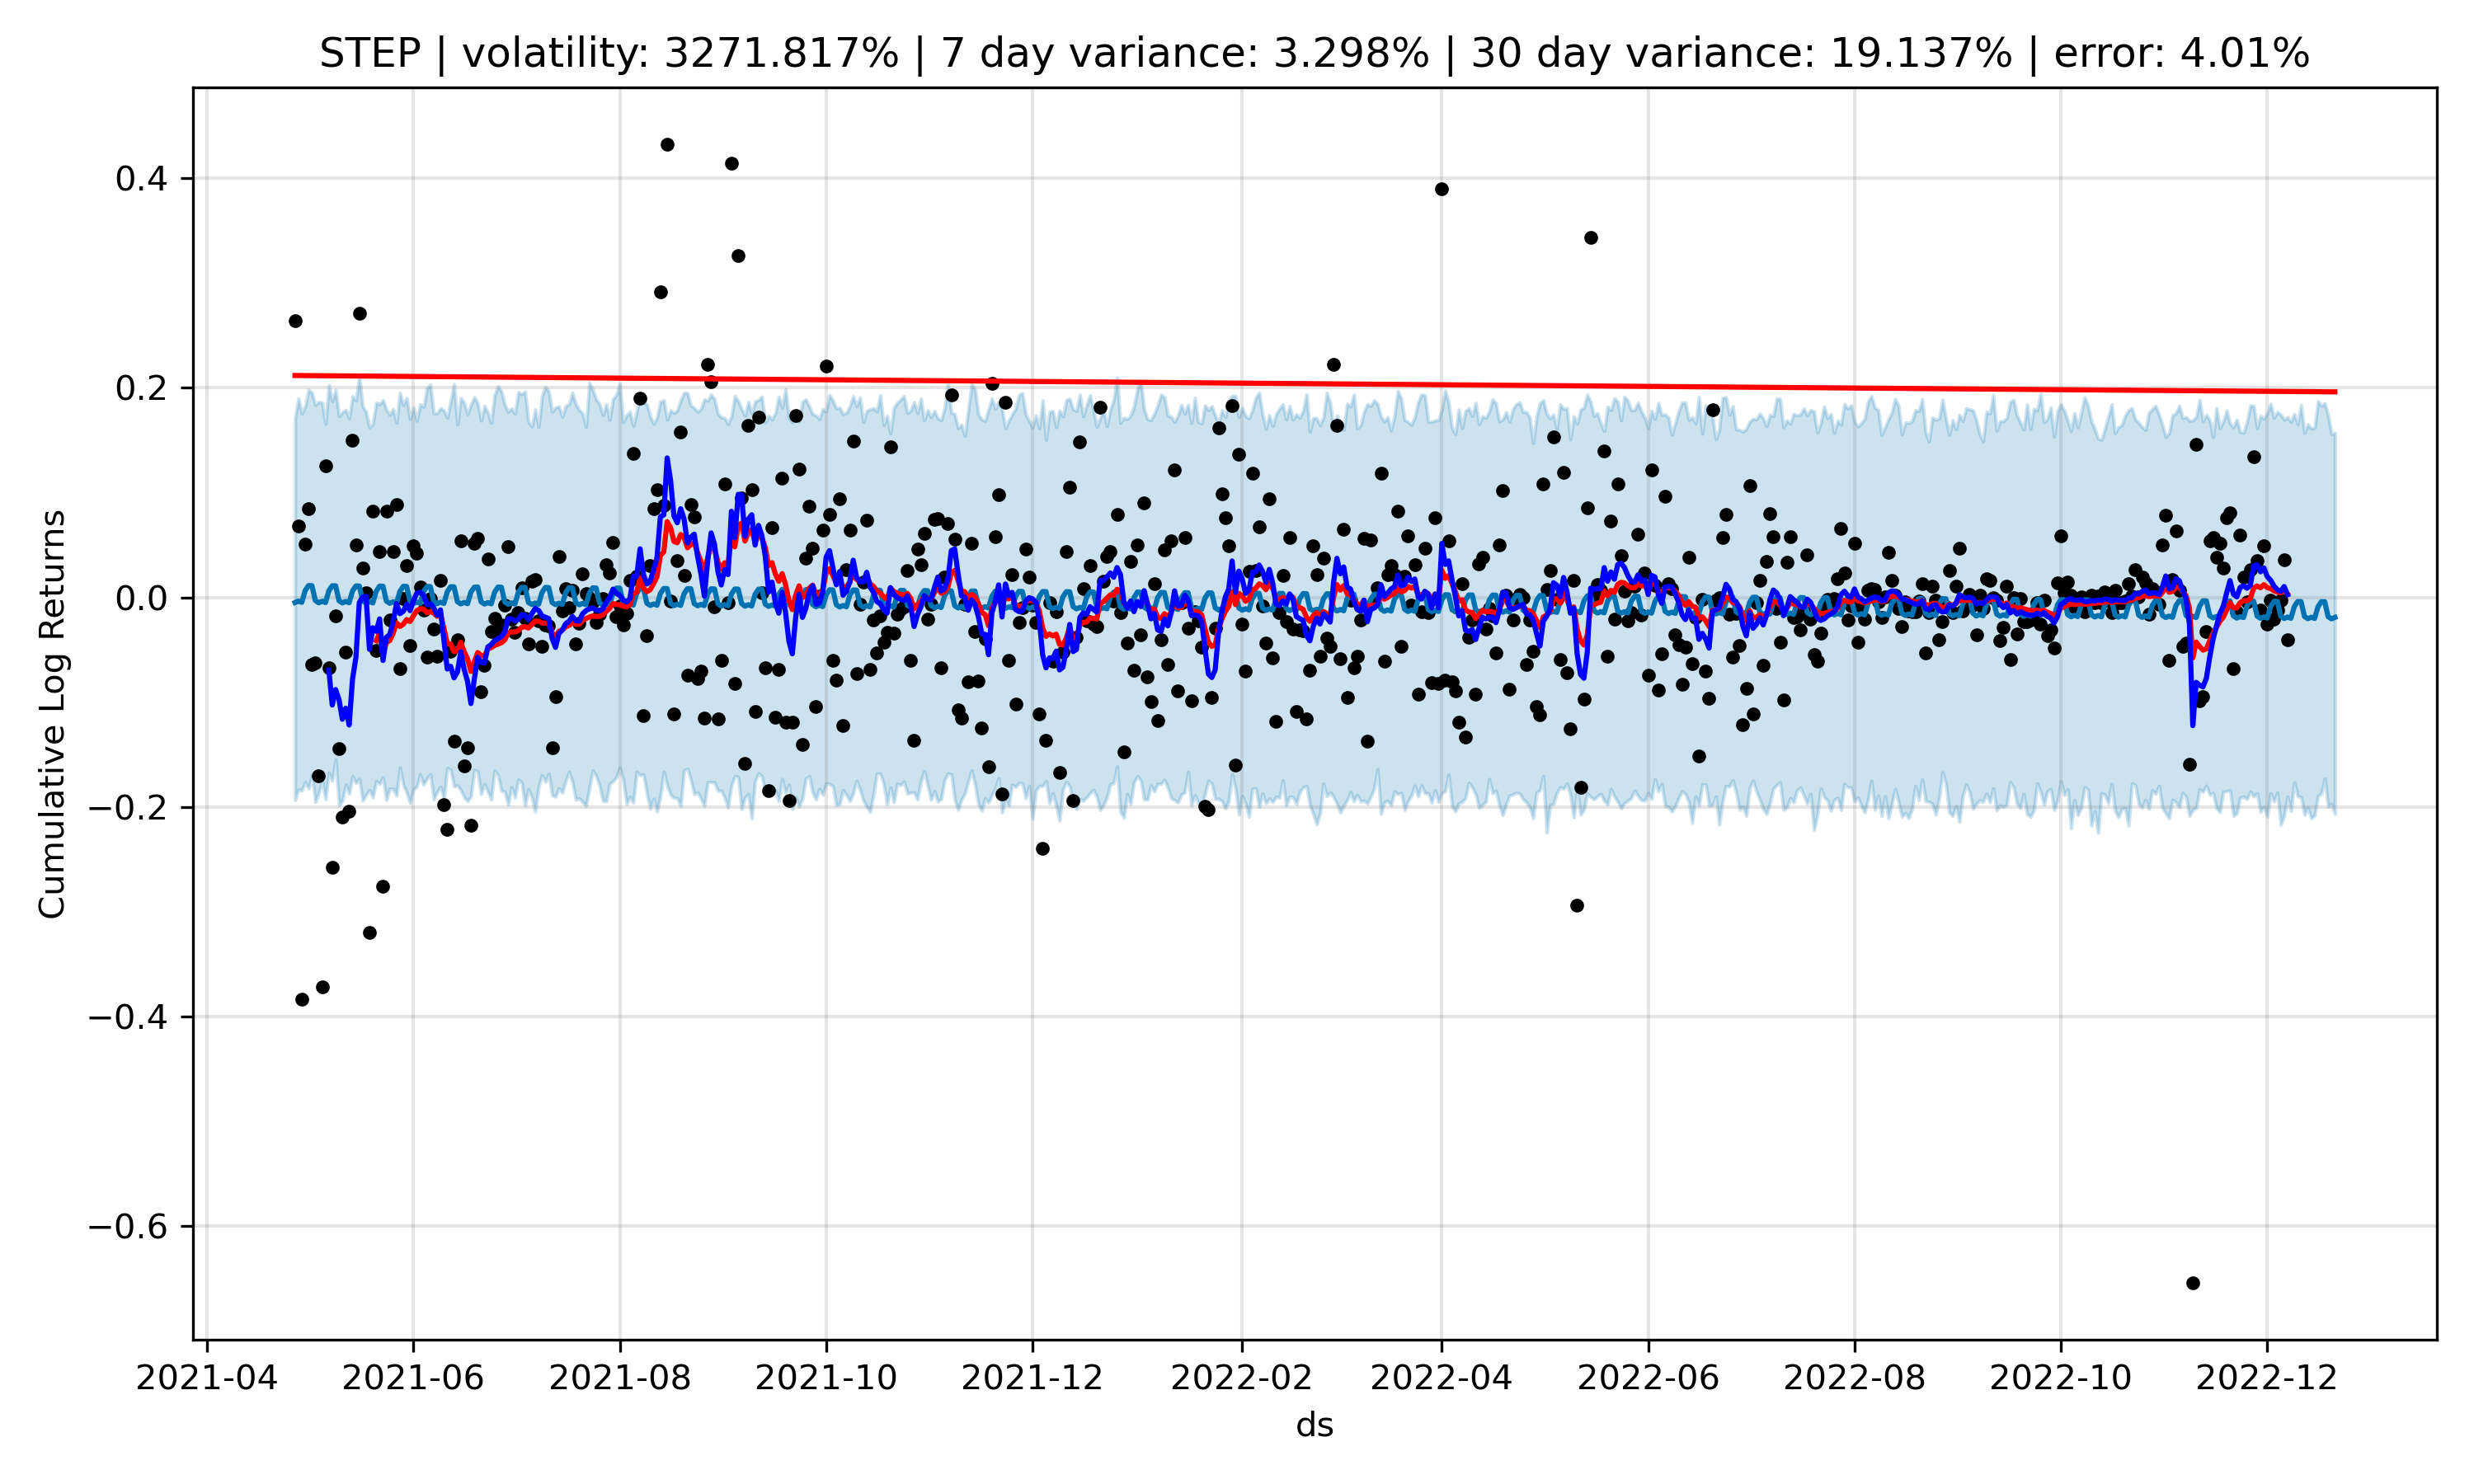 STEP | volatility: 3271.817% | 7 day variance: 3.298% | 30 day variance: 19.137% | error: 4.01%
Cumulative Log Returns
0.4
0.2
0.0
−0.2
−0.4
−0.6
2021-04 2021-06 2021-08 2021-10 2021-12 2022-02 2022-04 2022-06 2022-08 2022-10 2022-12
ds